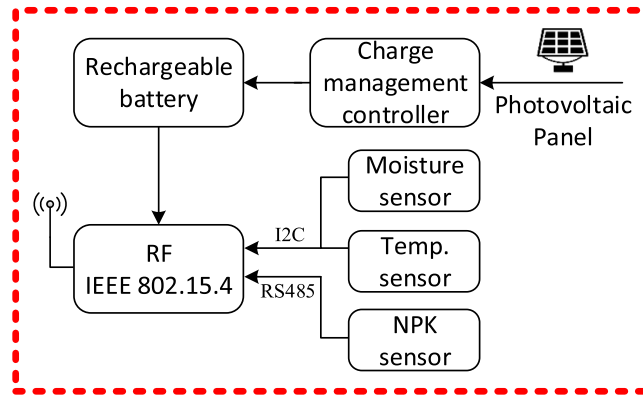 Rechargeable
battery
Charge
management
controller
Photovoltaic
Panel
Moisture
sensor
I2C
Temp.
sensor
RF
IEEE 802.15.4
RS485
NPK
sensor